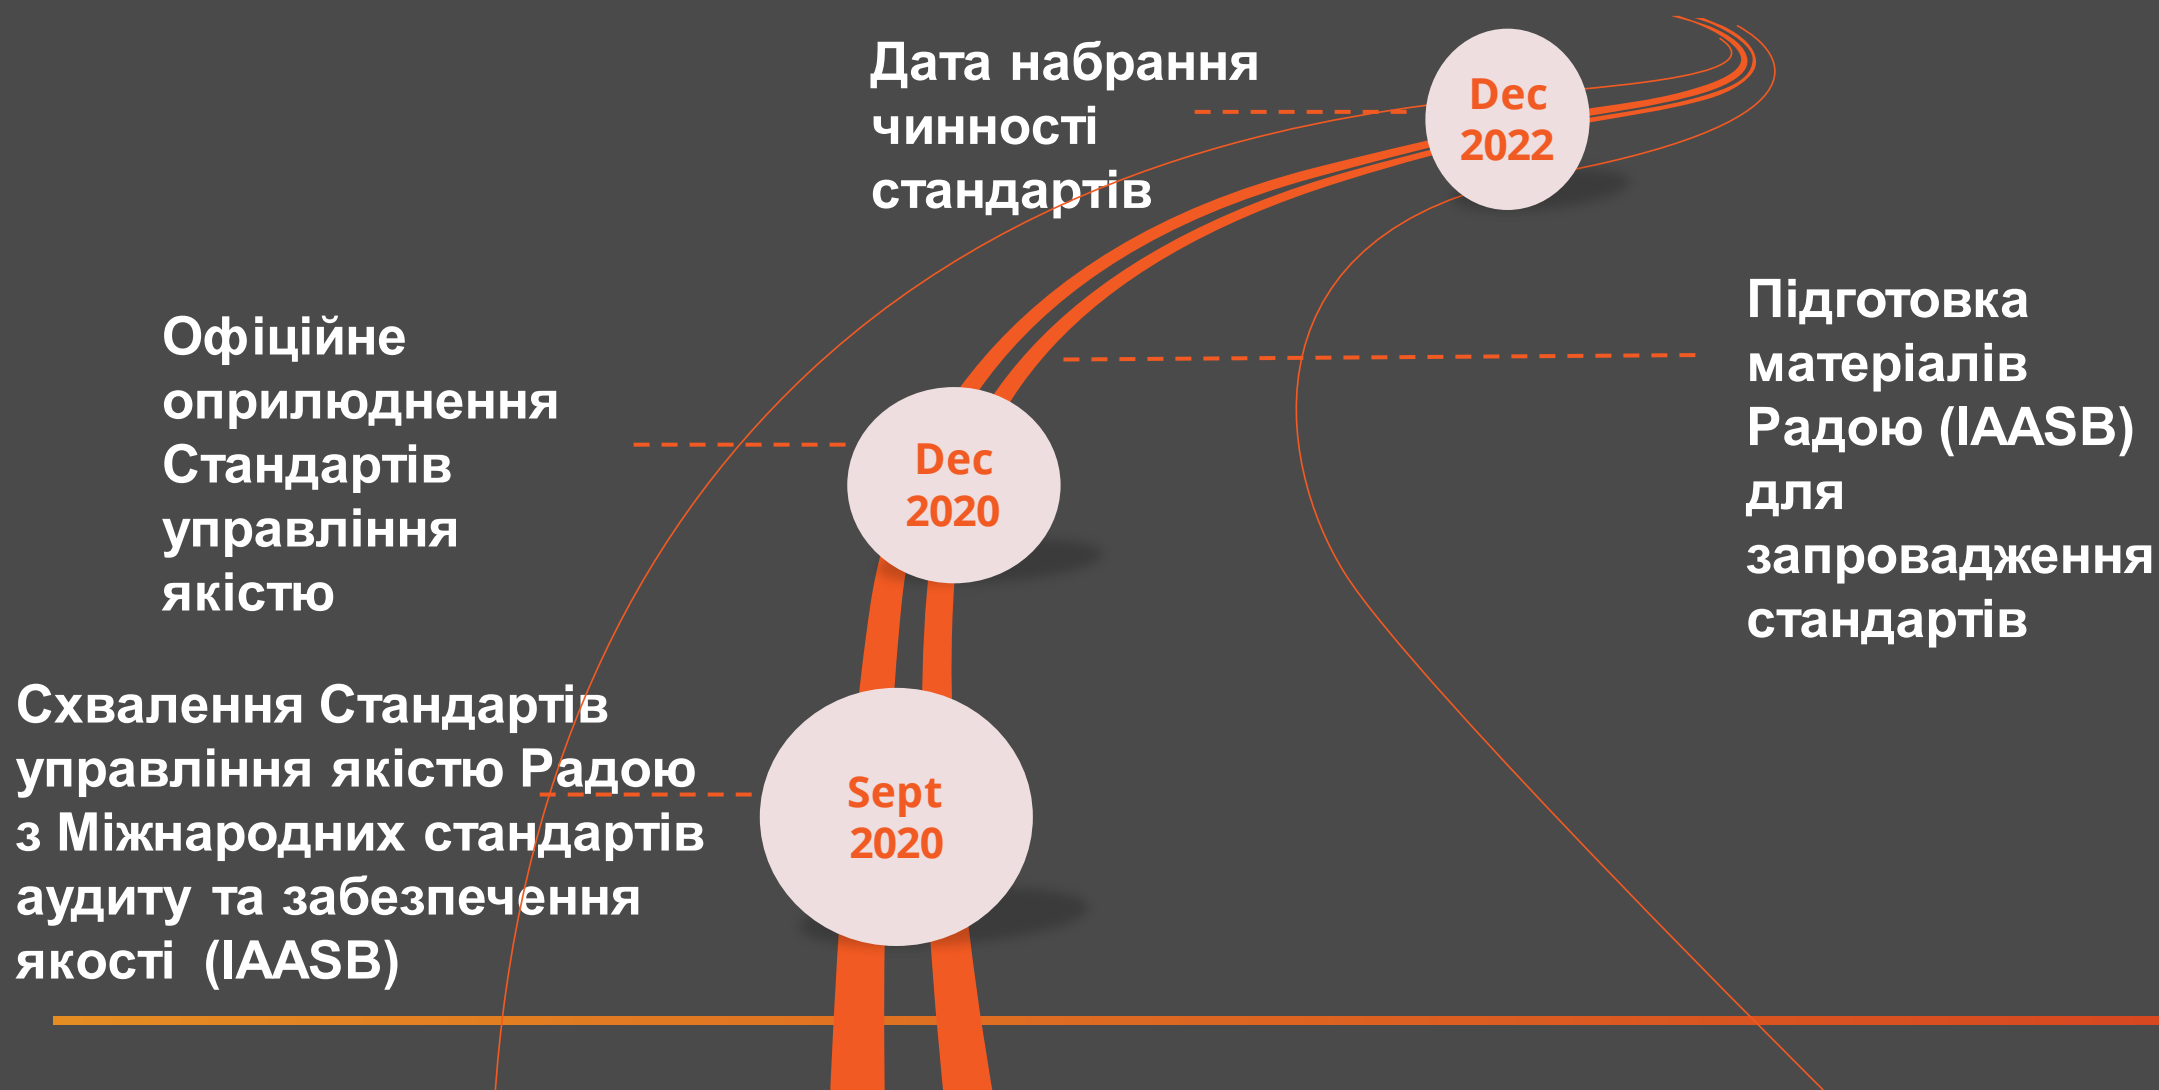 Дата набрання
чинності
стандартів
Dec
2022
Офіційне
оприлюднення
Стандартів
управління
якістю
Dec
2020
Підготовка
матеріалів
Радою (IAASB)
для
запровадження
стандартів
Схвалення Стандартів
управління якістю Радою
з Міжнародних стандартів
аудиту та забезпечення
якості (IAASB)
Sept
2020